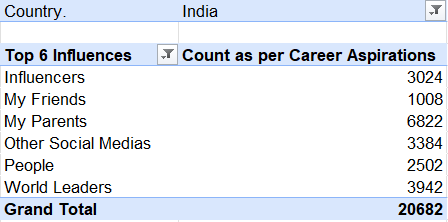 Country. India
Top 6 Influences Count as per Career Aspirations
Influencers 3024
My Friends 1008
My Parents 6822
Other Social Medias 3384
People 2502
World Leaders 3942
Grand Total 20682